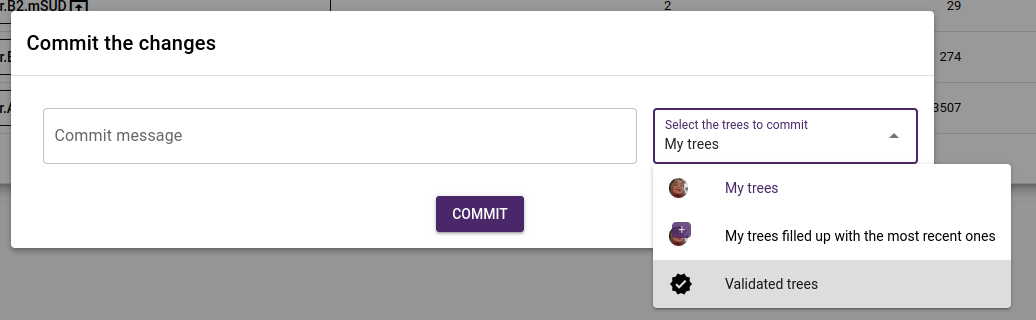 r.B2.mSUD 2 29
Commit the changes
274
Commit message
Select the trees to commit
My trees
3507
My trees
COMMIT
My trees filled up with the most recent ones
Validated trees